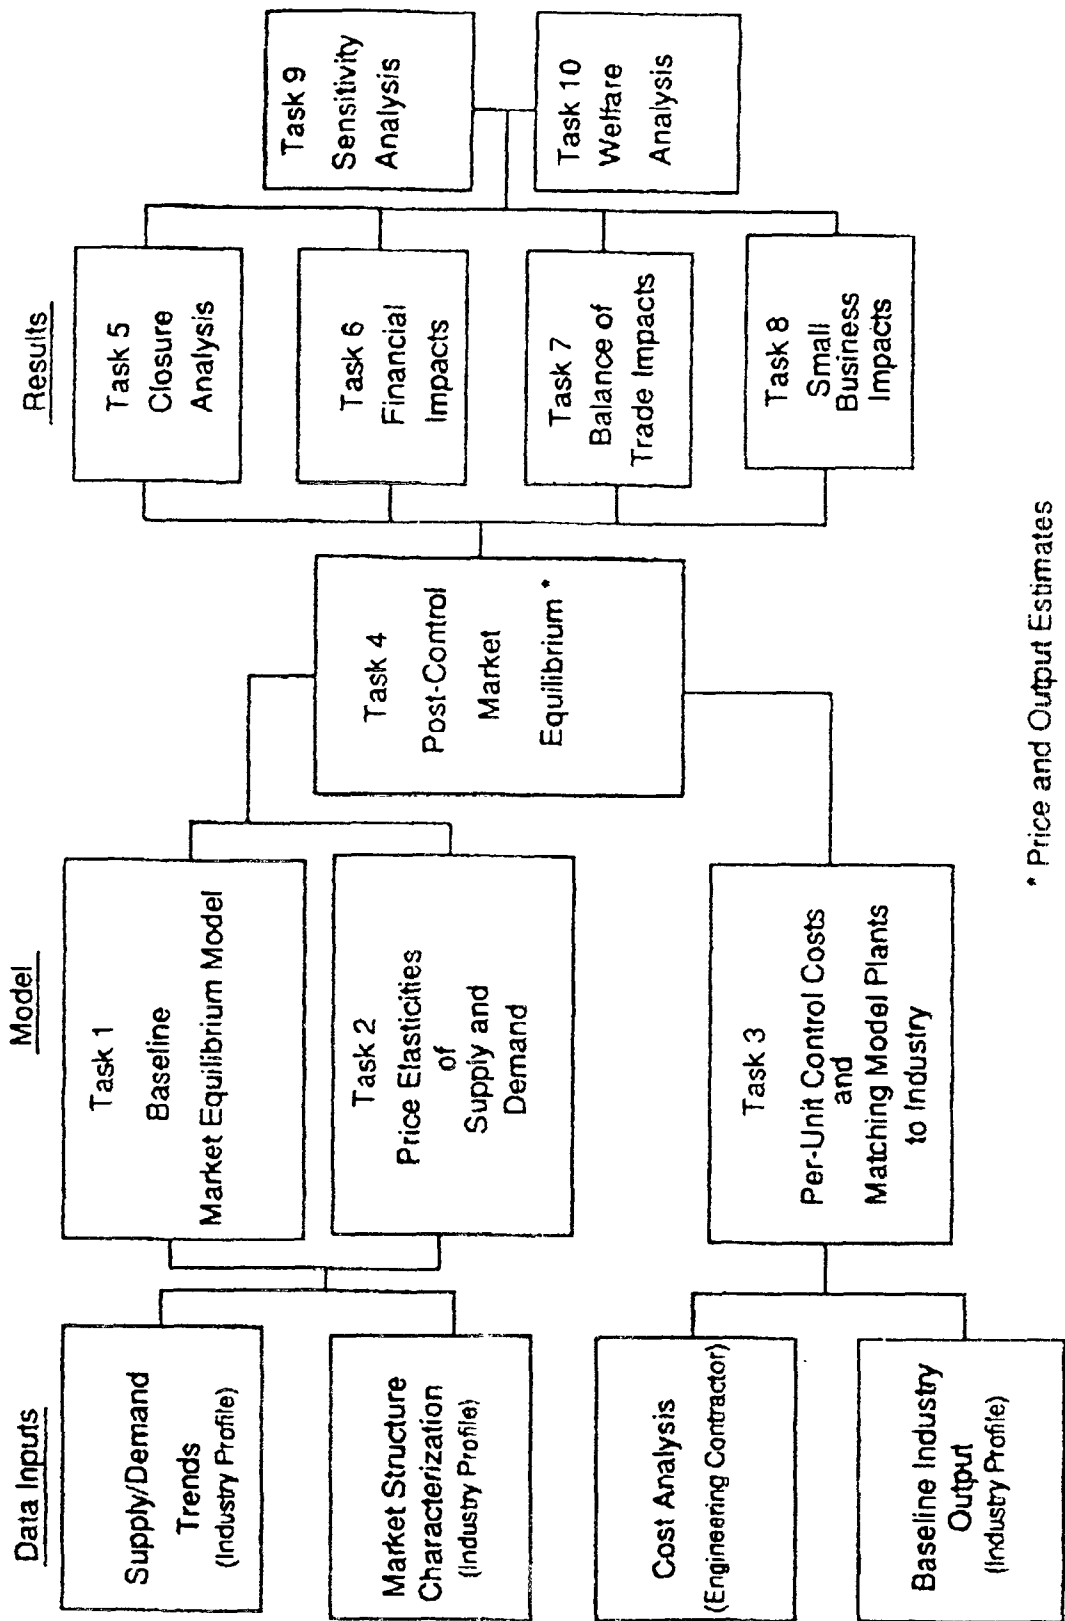 Data Inputs
Supply/Demand
Trends
(Industry Profile)
Market Structure
Characterization
(Industry Profile)
Cost Analysis
(Engineering Contractor)
Baseline Industry
Output
(Industry Profile)
Model
Task 1
Baseline
Market Equilibrium Model
Task 2
Price Elasticities
of
Supply and
Demand
Task 3
Per-Unit Control Costs
and
Matching Model Plants
to Industry
Task 4
Post-Control
Market
Equilibrium *
Results
Task 5
Closure
Analysis
Task 6
Financial
Impacts
Task 7
Balance of
Trade Impacts
Task 8
Small
Business
Impacts
Task 9
Sensitivity
Analysis
Task 10
Welfare
Analysis
* Price and Output Estimates